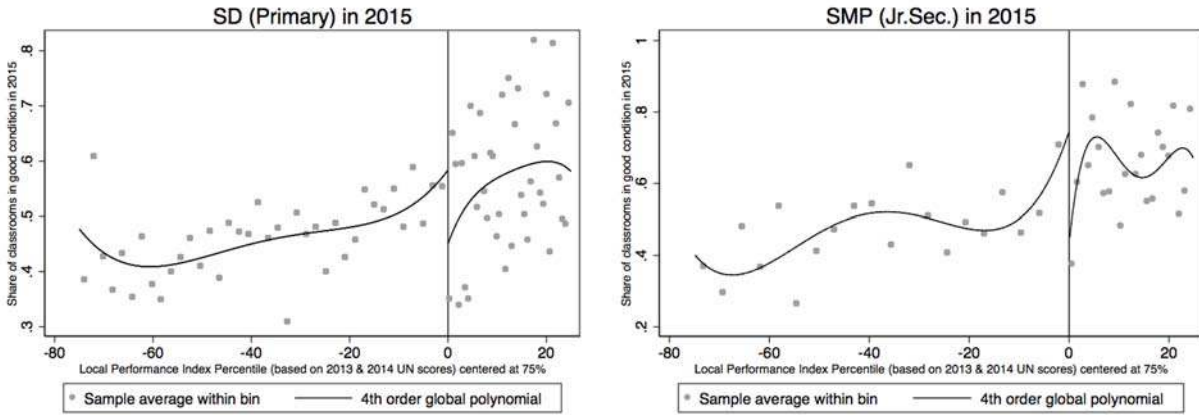 SD (Primary) in 2015
Share of classrooms in good condition in 2015
.8
.7
.6
.5
.4
.3
-80 -60 -40 -20 0 20
Local Performance Index Percentile (based on 2013 & 2014 UN scores) centered at 75%
Sample average within bin 4th order global polynomial
SMP (Jr.Sec.) in 2015
Share of classrooms in good condition in 2015
1
.8
.6
.4
.2
-80 -60 -40 -20 0 20
Local Performance Index Percentile (based on 2013 & 2014 UN scores) centered at 75%
Sample average within bin 4th order global polynomial